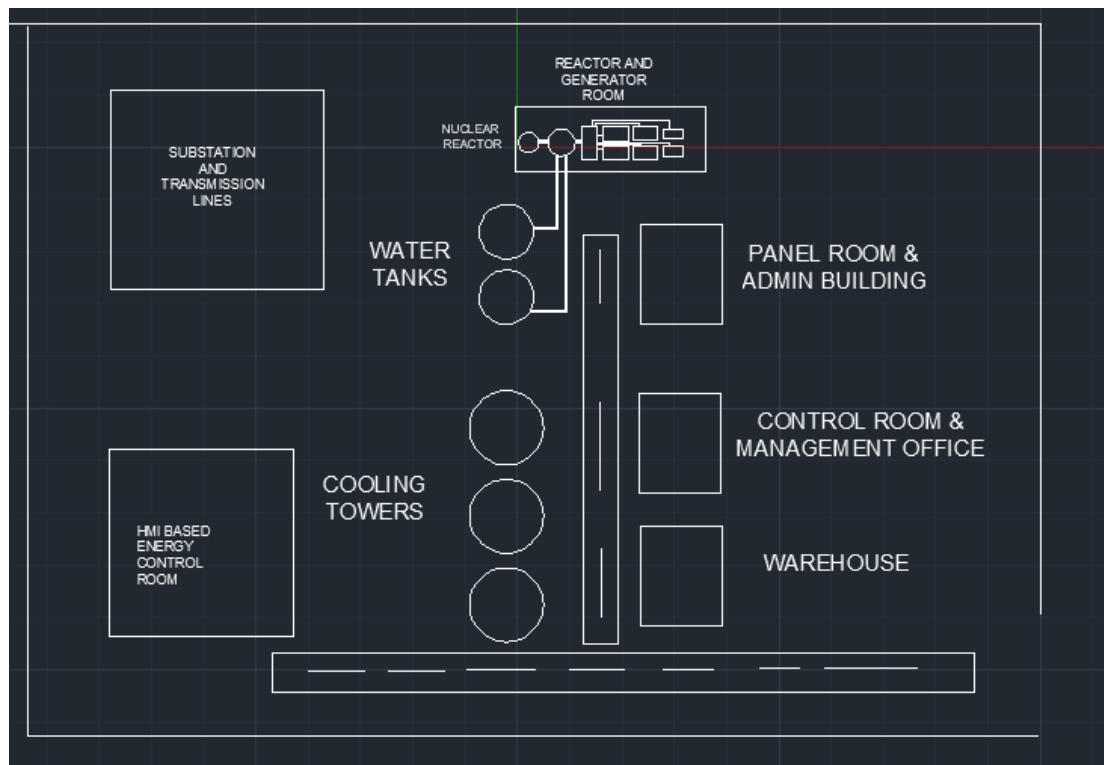 REACTOR AND
GENERATOR
ROOM
NUCLEAR
REACTOR
SUBSTATION
AND
TRANSMISSION
LINES
WATER
TANKS
PANEL ROOM &
ADMIN BUILDING
CONTROL ROOM &
MANAGEMENT OFFICE
COOLING
TOWERS
HMI BASED
ENERGY
CONTROL
ROOM
WAREHOUSE